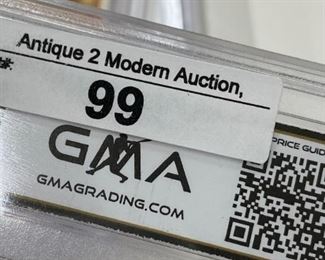 Antique 2 Modern Auction,
#:
99
GMA
PRICE GUID
GMAGRADING.COM